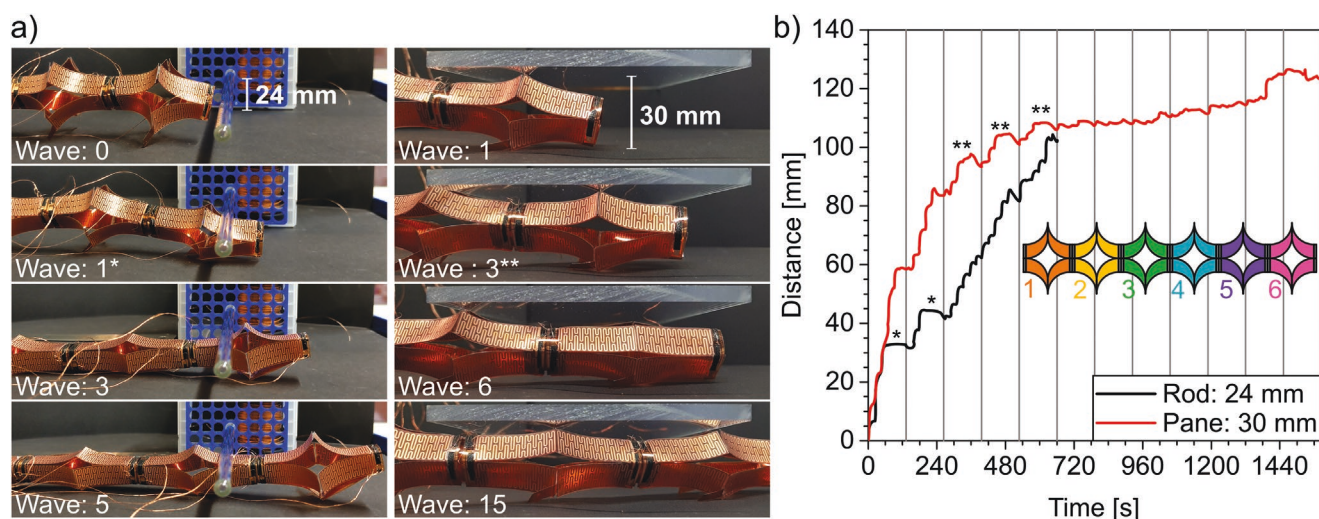 a)
24 mm
Wave: 0
30 mm
Wave: 1
Wave: 1*
Wave : 3**
Wave: 3
Wave: 6
Wave: 5
Wave: 15
b)
Distance [mm]
140
120
100
80
60
40
20
0
*
*
**
**
**
1 2 3 4 5 6
Rod: 24 mm
Pane: 30 mm
0 240 480 720 960 1200 1440
Time [s]